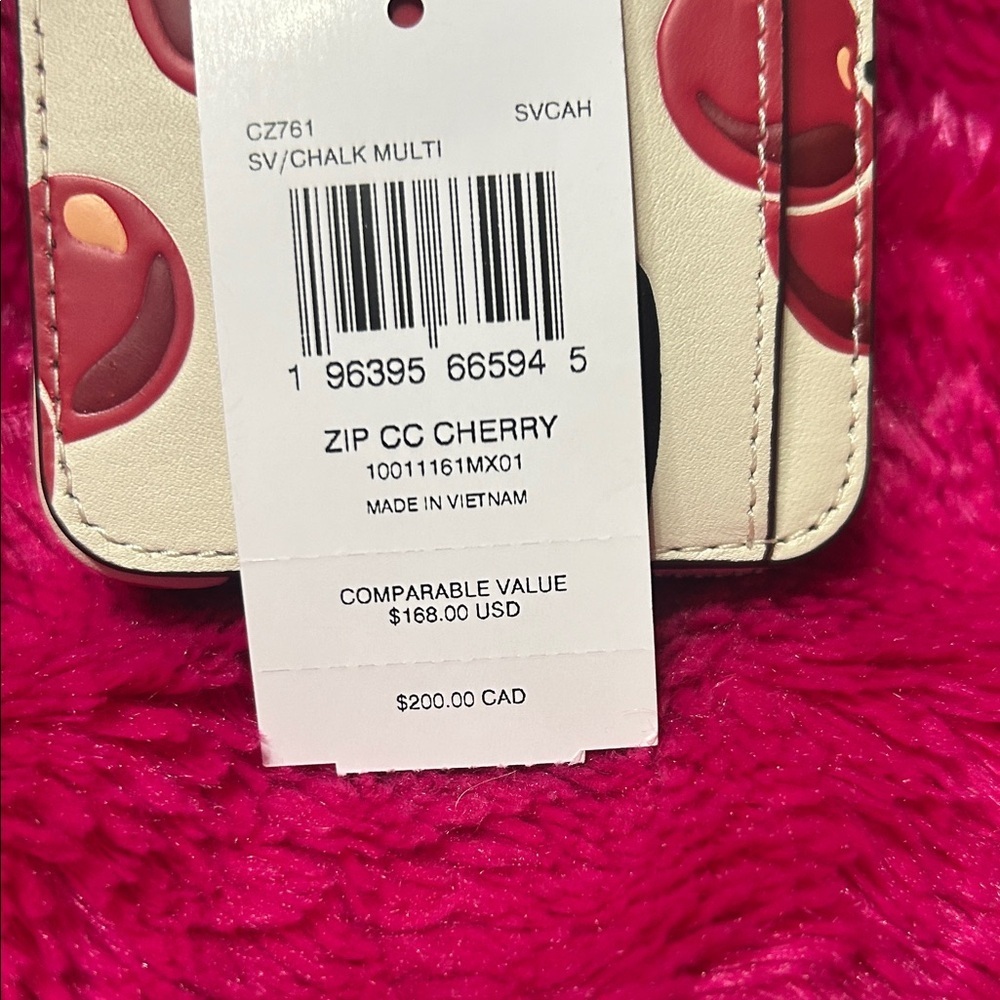 CZ761 SVCAH
SV/CHALK MULTI
1 96395 66594 5
ZIP CC CHERRY
10011161MX01
MADE IN VIETNAM
COMPARABLE VALUE
$168.00 USD
$200.00 CAD